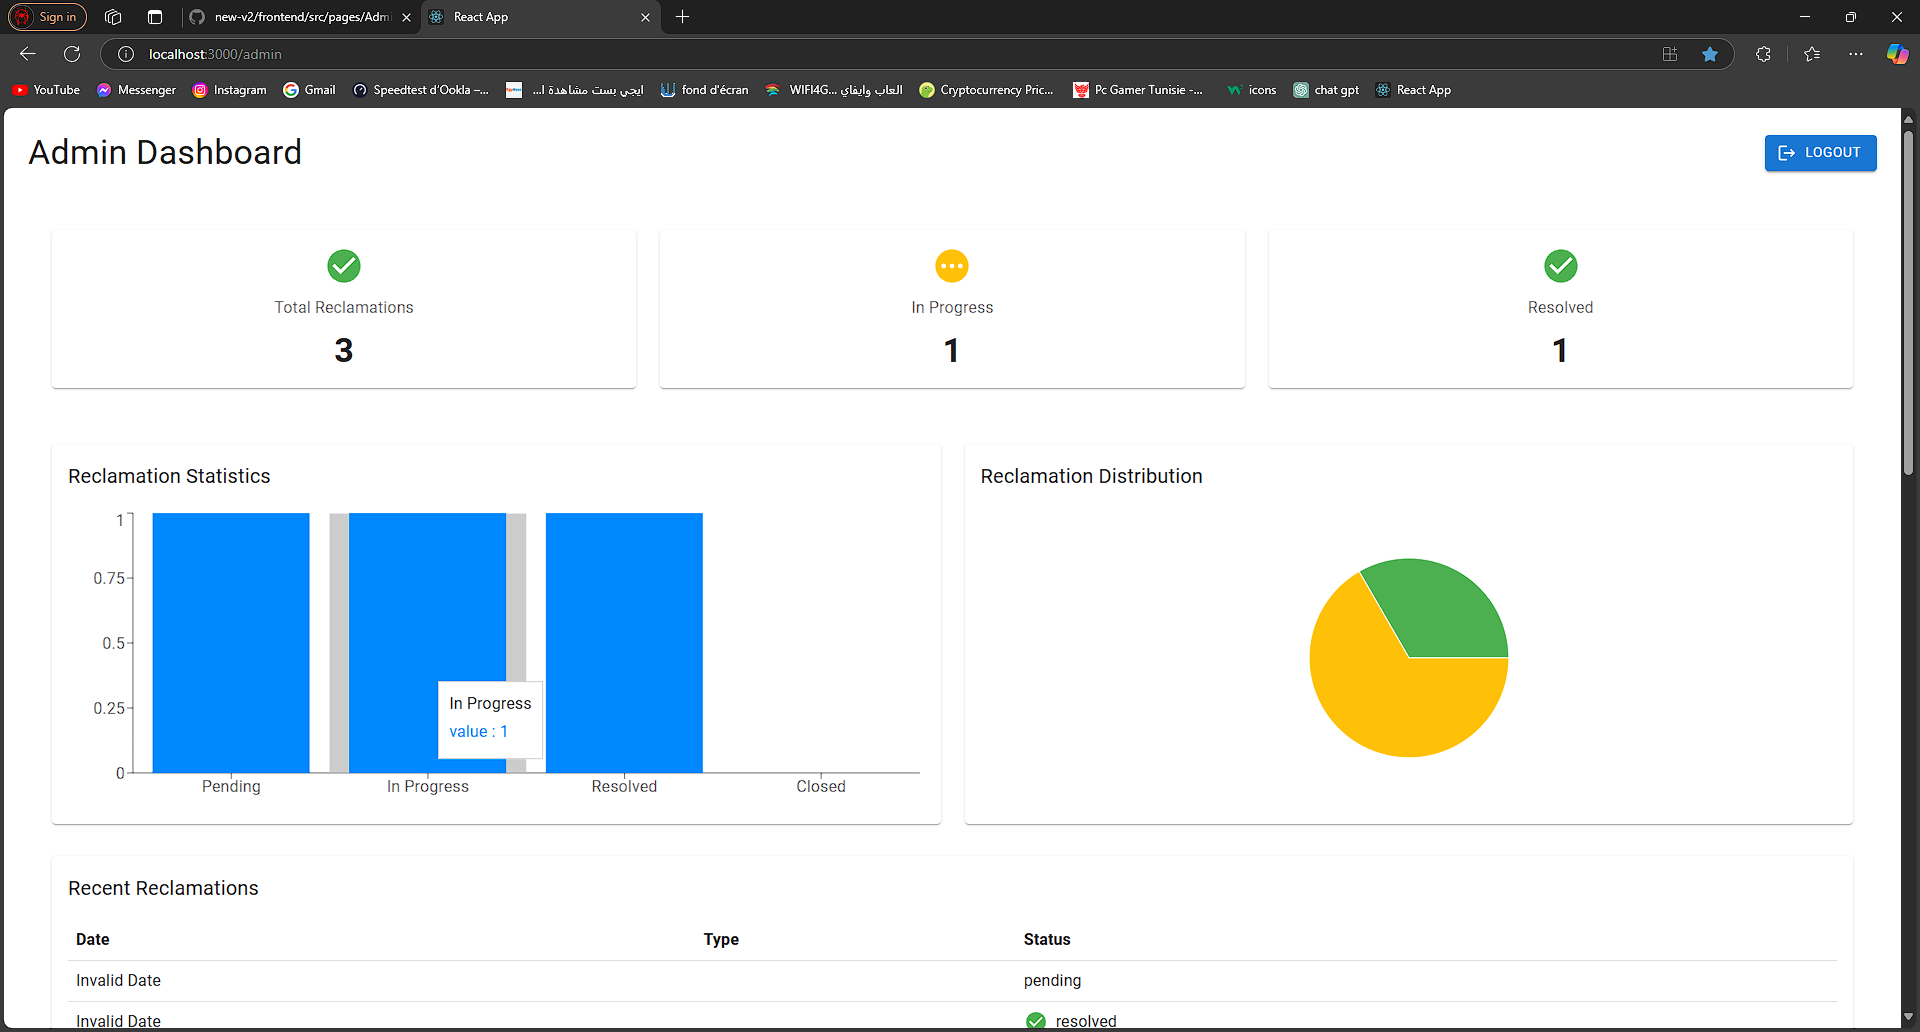 Sign in
new-v2/frontend/src/pages/Adm
React App
localhost:3000/admin
YouTube
Messenger
Instagram
Gmail
Speedtest d'Ookla –...
ايجي بست مشاهدة ا...
fond d'écran
WIFI4G... العاب وايفاي
Cryptocurrency Pric...
Pc Gamer Tunisie -...
icons
chat gpt
React App
Admin Dashboard
LOGOUT
Total Reclamations
3
In Progress
1
Resolved
1
Reclamation Statistics
1
0.75
0.5
0.25
0
Pending
In Progress
Resolved
Closed
In Progress
value : 1
Reclamation Distribution
Recent Reclamations
Date Type Status
Invalid Date pending
Invalid Date resolved